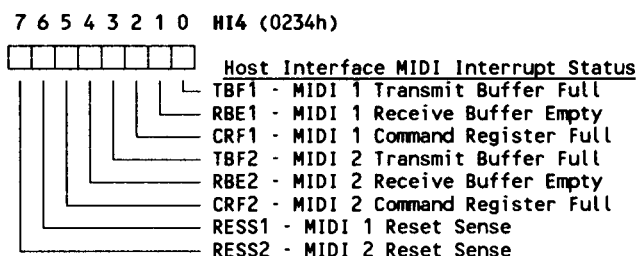 7 6 5 4 3 2 1 0 HI4 (0234h)
Host Interface MIDI Interrupt Status
TBF1 - MIDI 1 Transmit Buffer Full
RBE1 - MIDI 1 Receive Buffer Empty
CRF1 - MIDI 1 Command Register Full
TBF2 - MIDI 2 Transmit Buffer Full
RBE2 - MIDI 2 Receive Buffer Empty
CRF2 - MIDI 2 Command Register Full
RESS1 - MIDI 1 Reset Sense
RESS2 - MIDI 2 Reset Sense